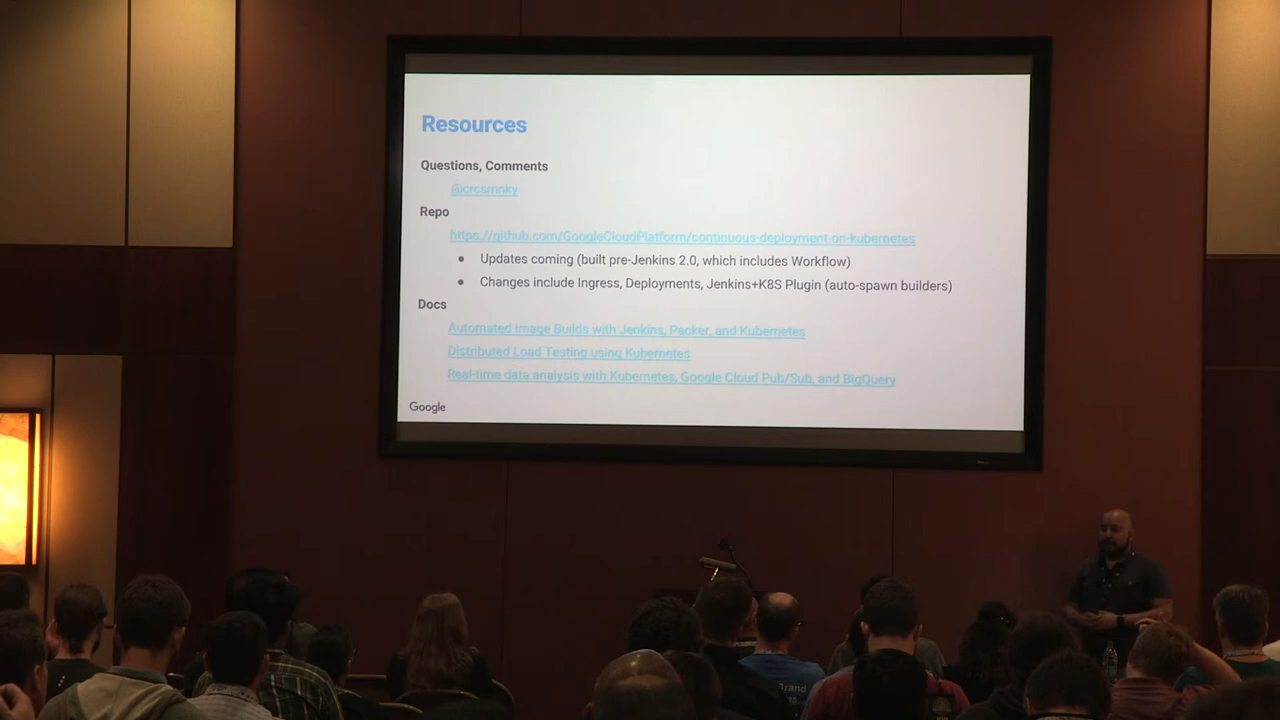 Resources
Questions, Comments
@crcsmnky
Repo
https://github.com/GoogleCloudPlatform/continuous-deployment-on-kubernetes
● Updates coming (built pre-Jenkins 2.0, which includes Workflow)
● Changes include Ingress, Deployments, Jenkins+K8S Plugin (auto-spawn builders)
Docs
Automated Image Builds with Jenkins, Packer, and Kubernetes
Distributed Load Testing using Kubernetes
Real-time data analysis with Kubernetes, Google Cloud Pub/Sub, and BigQuery
Google
Brand